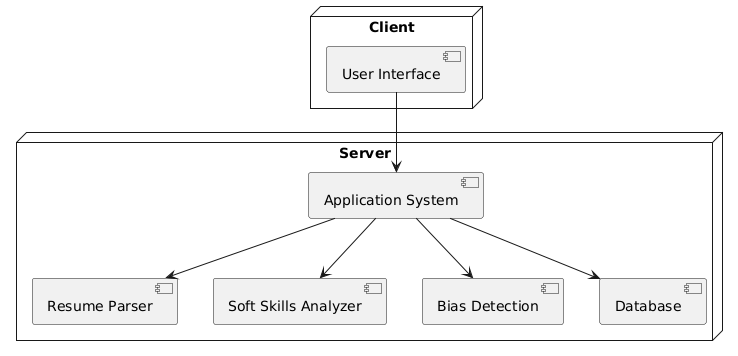 Client
User Interface
Server
Application System
Resume Parser
Soft Skills Analyzer
Bias Detection
Database